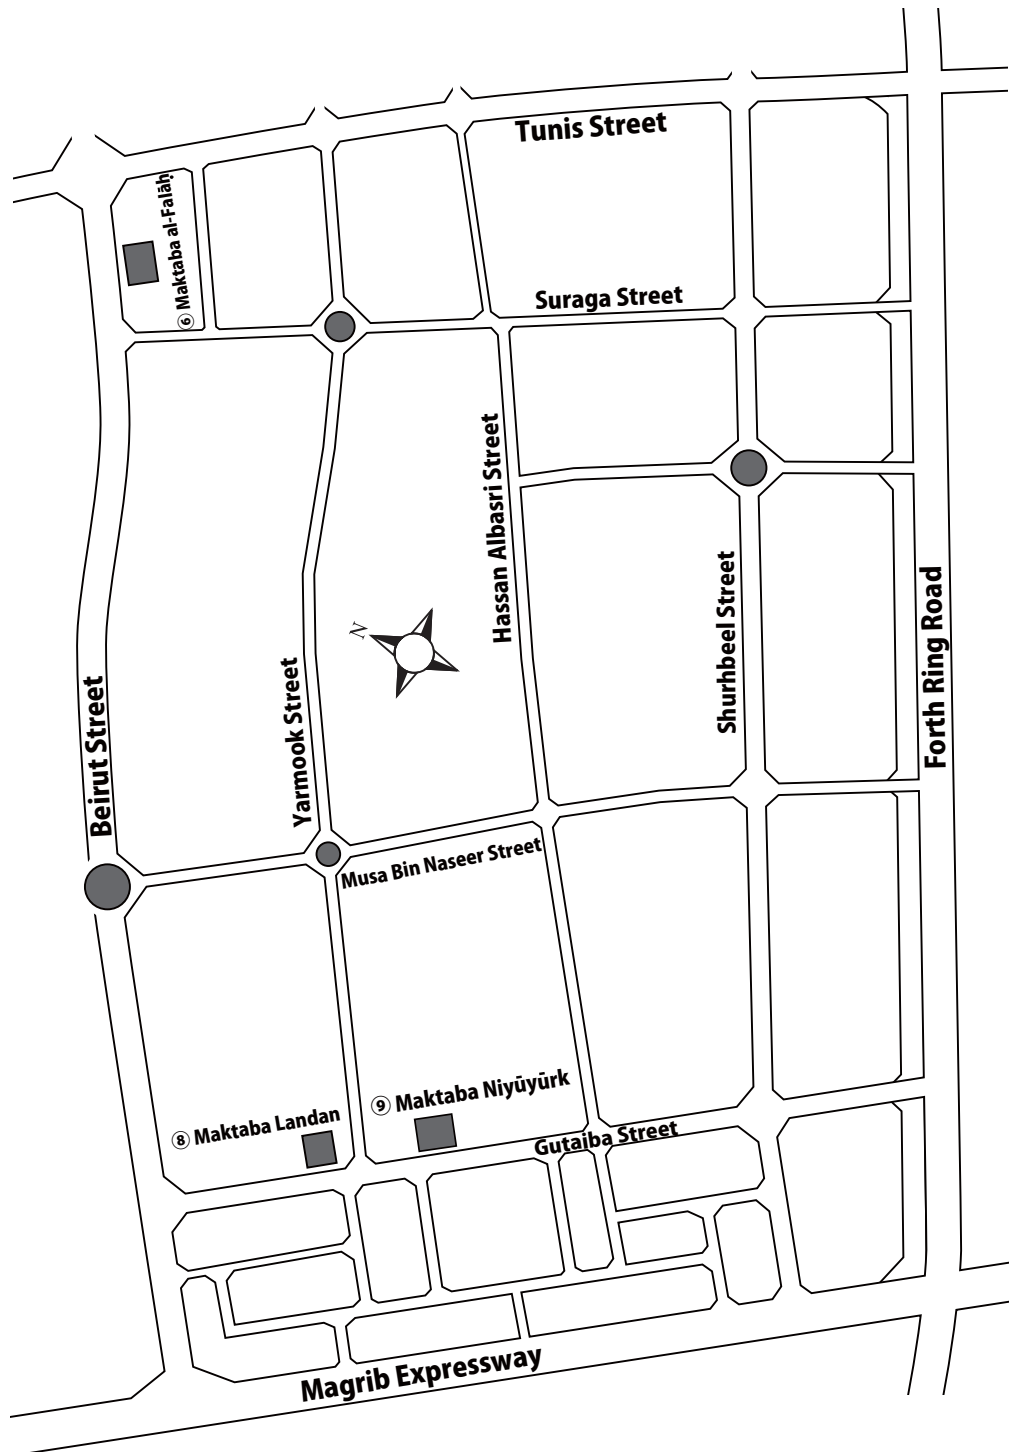 Tunis Street
⑥ Maktaba al-Falāḥ
Suraga Street
Hassan Albasri Street
Shurhbeel Street
Forth Ring Road
N
Yarmook Street
Beirut Street
Musa Bin Naseer Street
⑨ Maktaba Niyūyūrk
⑧ Maktaba Landan
Gutaiba Street
Magrib Expressway